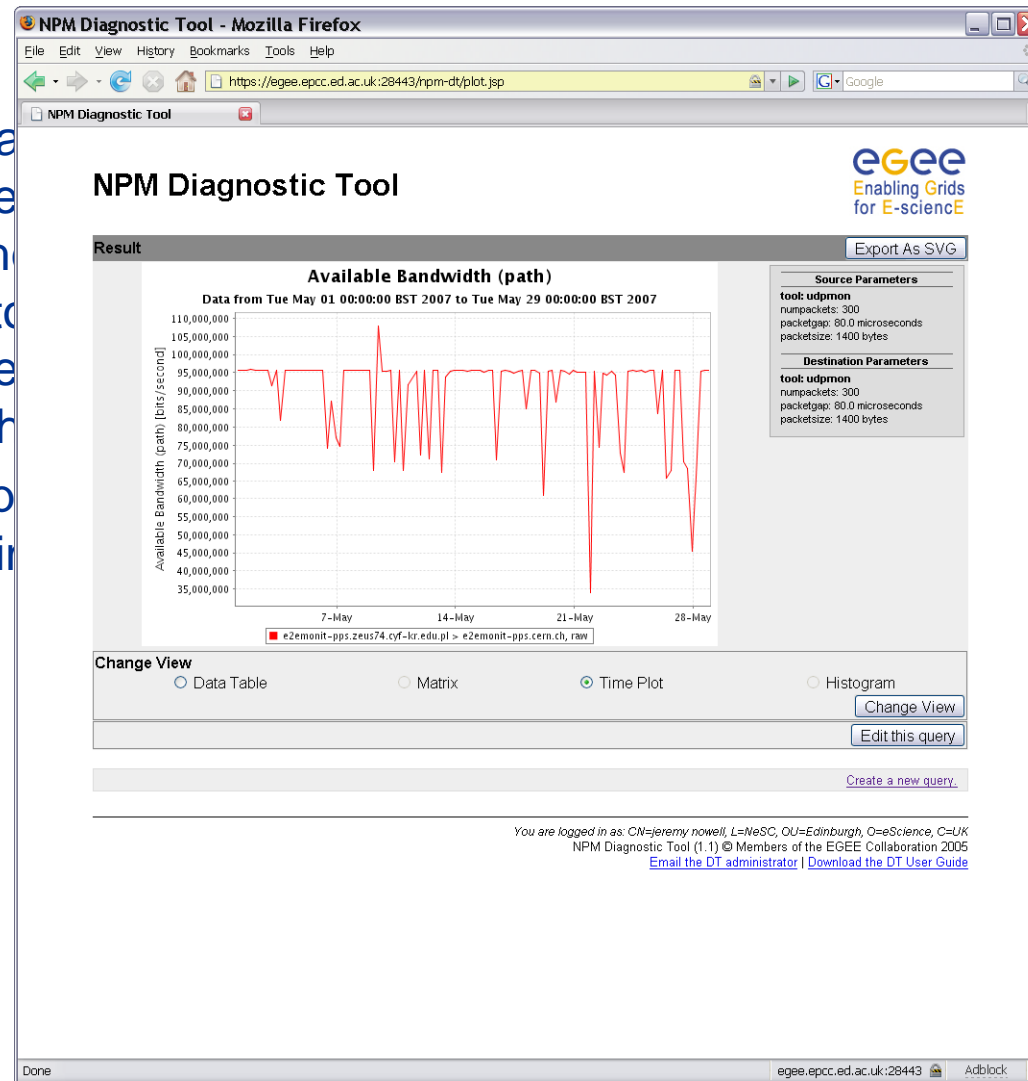 NPM Diagnostic Tool - Mozilla Firefox
File Edit View History Bookmarks Tools Help
https://egee.epcc.ed.ac.uk:28443/npm-dt/plot.jsp
G Google
NPM Diagnostic Tool
NPM Diagnostic Tool
egee
Enabling Grids
for E-sciencE
Result
Export As SVG
Available Bandwidth (path)
Data from Tue May 01 00:00:00 BST 2007 to Tue May 29 00:00:00 BST 2007
Available Bandwidth (path) [bits/second]
110,000,000
105,000,000
100,000,000
95,000,000
90,000,000
85,000,000
80,000,000
75,000,000
70,000,000
65,000,000
60,000,000
55,000,000
50,000,000
45,000,000
40,000,000
35,000,000
7-May 14-May 21-May 28-May
e2emonit-pps.zeus74.cyf-kr.edu.pl > e2emonit-pps.cern.ch, raw
Source Parameters
tool: udpmon
numpackets: 300
packetgap: 80.0 microseconds
packetsize: 1400 bytes
Destination Parameters
tool: udpmon
numpackets: 300
packetgap: 80.0 microseconds
packetsize: 1400 bytes
Change View
Data Table Matrix Time Plot Histogram
Change View
Edit this query
Create a new query.
You are logged in as: CN=jeremy nowell, L=NeSC, OU=Edinburgh, O=eScience, C=UK
NPM Diagnostic Tool (1.1) © Members of the EGEE Collaboration 2005
Email the DT administrator | Download the DT User Guide
Done
egee.epcc.ed.ac.uk:28443 Adblock